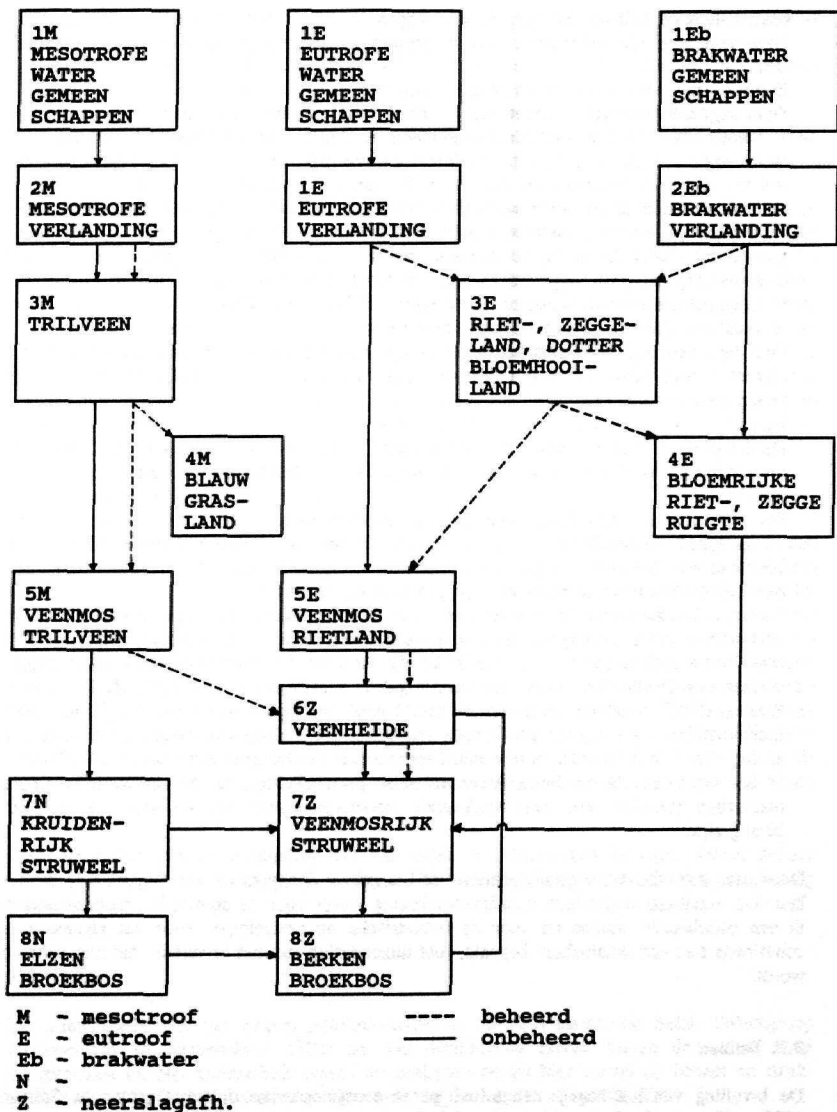 1M
MESOTROFE
WATER
GEMEEN
SCHAPPEN
1E
EUTROFE
WATER
GEMEEN
SCHAPPEN
1Eb
BRAKWATER
GEMEEN
SCHAPPEN
2M
MESOTROFE
VERLANDING
1E
EUTROFE
VERLANDING
2Eb
BRAKWATER
VERLANDING
3M
TRILVEEN
3E
RIET-, ZEGGE-
LAND, DOTTER
BLOEMHOOI-
LAND
4M
BLAUW
GRAS-
LAND
4E
BLOEMRIJKE
RIET-, ZEGGE
RUIGTE
5M
VEENMOS
TRILVEEN
5E
VEENMOS
RIETLAND
6Z
VEENHEIDE
7N
KRUIDEN-
RIJK
STRUWEEL
7Z
VEENMOSRIJK
STRUWEEL
8N
ELZEN
BROEKBOS
8Z
BERKEN
BROEKBOS
M - mesotroof
E - eutroof
Eb - brakwater
N -
Z - neerslagafh.
---- beheerd
—— onbeheerd